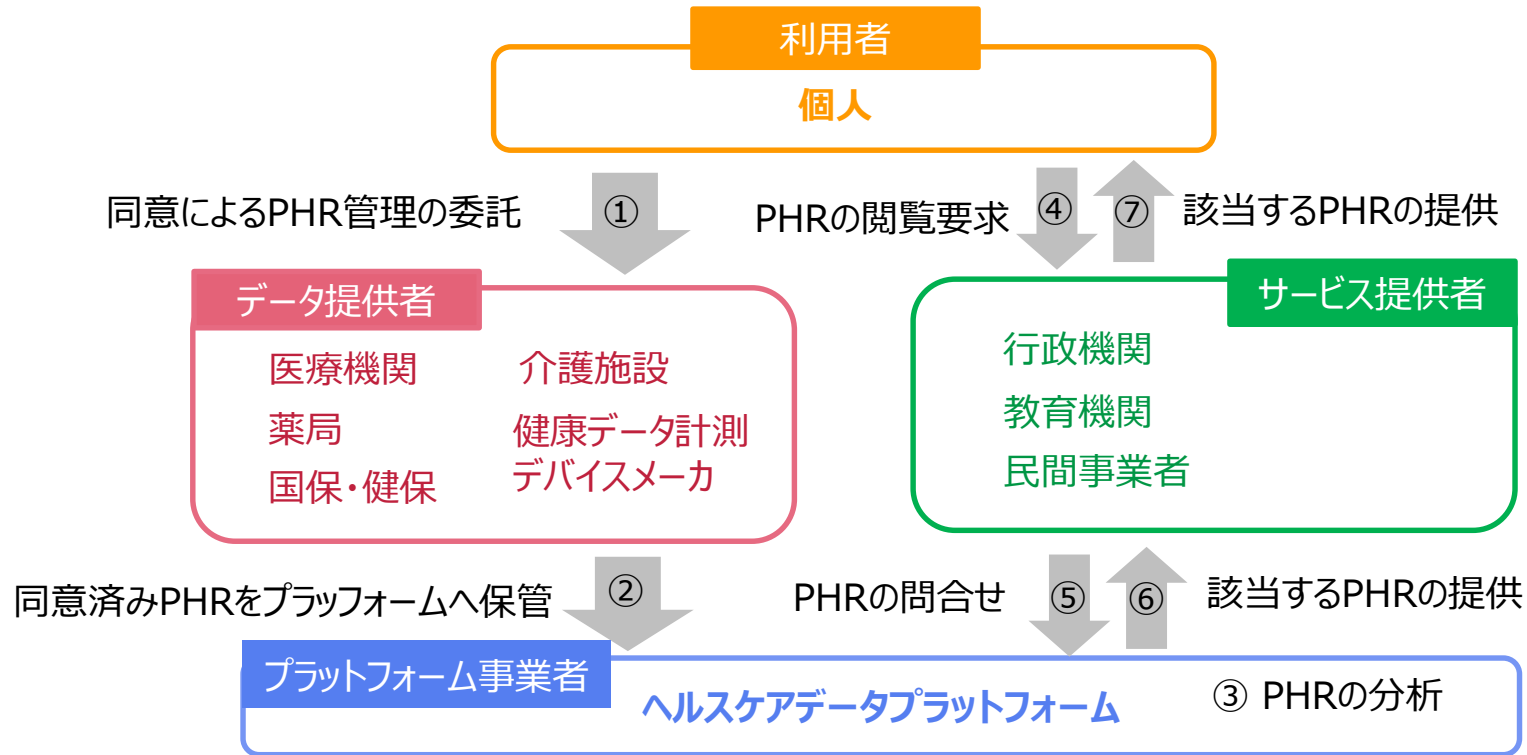 利用者
個人
同意によるPHR管理の委託
①
PHRの閲覧要求
④
⑦
該当するPHRの提供
データ提供者
医療機関
介護施設
薬局
健康データ計測
デバイスメーカ
国保・健保
サービス提供者
行政機関
教育機関
民間事業者
同意済みPHRをプラッフォームへ保管
②
PHRの問合せ
⑤
⑥
該当するPHRの提供
プラットフォーム事業者
ヘルスケアデータプラットフォーム
③ PHRの分析